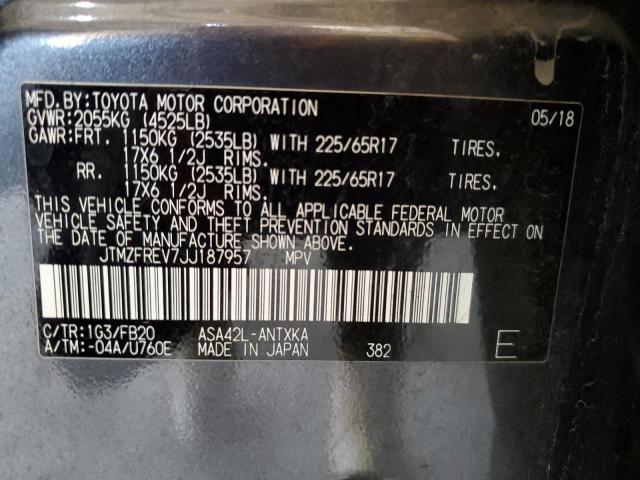 MFD.BY:TOYOTA MOTOR CORPORATION 05/18
GVWR:2055KG (4525LB)
GAWR:FRT. 1150KG (2535LB) WITH 225/65R17 TIRES.
17X6 1/2J RIMS.
RR. 1150KG (2535LB) WITH 225/65R17 TIRES.
17X6 1/2J RIMS.
THIS VEHICLE CONFORMS TO ALL APPLICABLE FEDERAL MOTOR
VEHICLE SAFETY AND THEFT PREVENTION STANDARDS IN EFFECT ON
THE DATE OF MANUFACTURE SHOWN ABOVE.
JTMZFREV7JJ187957 MPV
C/TR:1G3/FB20 ASA42L-ANTXKA
A/TM:-04A/U760E MADE IN JAPAN 382 E